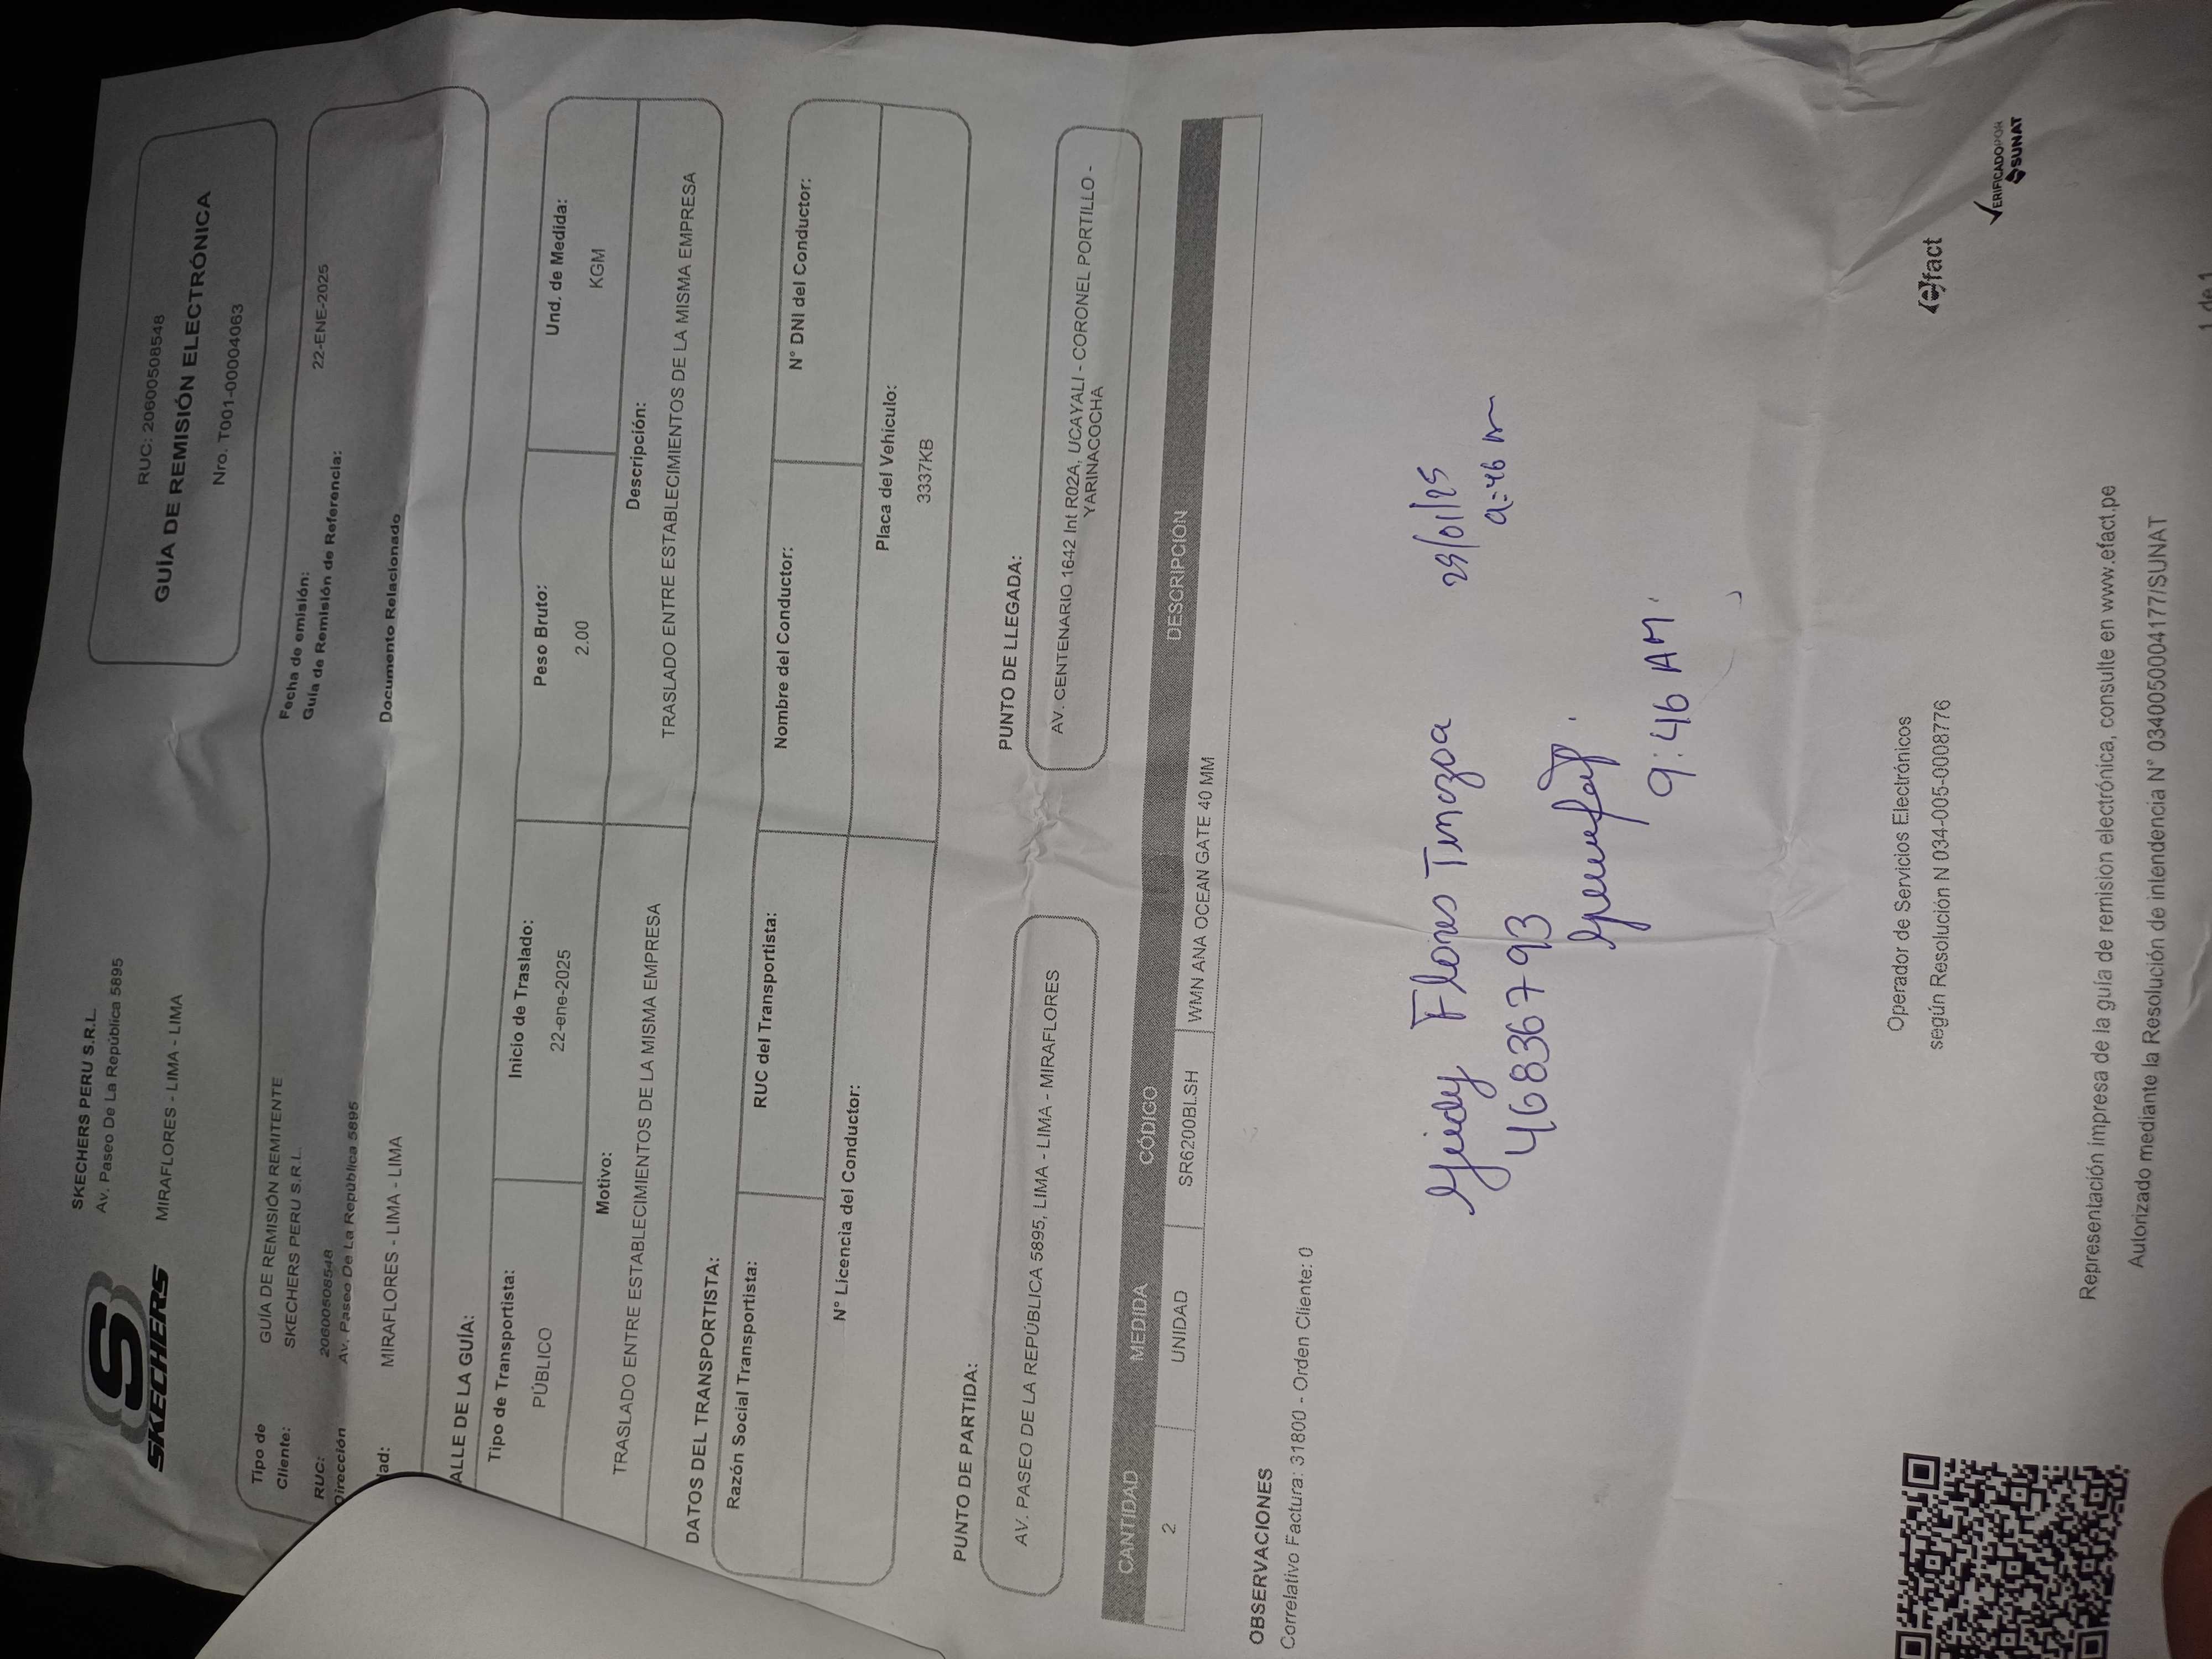 SKECHERS
SKECHERS PERU S.R.L.
Av. Paseo De La República 5895
MIRAFLORES - LIMA - LIMA
RUC: 20600508548
GUÍA DE REMISIÓN ELECTRÓNICA
Nro. T001-00004063
Tipo de GUÍA DE REMISIÓN REMITENTE
Cliente: SKECHERS PERU S.R.L.
RUC: 20600508548
Dirección Av. Paseo De La República 5895
dad: MIRAFLORES - LIMA - LIMA
Fecha de emisión: 22-ENE-2025
Guía de Remisión de Referencia:
Documento Relacionado
ALLE DE LA GUÍA:
Tipo de Transportista: Inicio de Traslado: Peso Bruto: Und. de Medida:
PÚBLICO 22-ene-2025 2.00 KGM
Motivo: Descripción:
TRASLADO ENTRE ESTABLECIMIENTOS DE LA MISMA EMPRESA TRASLADO ENTRE ESTABLECIMIENTOS DE LA MISMA EMPRESA
DATOS DEL TRANSPORTISTA:
Razón Social Transportista: RUC del Transportista: Nombre del Conductor: N° DNI del Conductor:
N° Licencia del Conductor: Placa del Vehículo:
3337KB
PUNTO DE PARTIDA: PUNTO DE LLEGADA:
AV. PASEO DE LA REPÚBLICA 5895, LIMA - LIMA - MIRAFLORES
AV. CENTENARIO 1642 Int R02A, UCAYALI - CORONEL PORTILLO -
YARINACOCHA
CANTIDAD MEDIDA CÓDIGO DESCRIPCIÓN
2 UNIDAD SR6200BLSH WMN ANA OCEAN GATE 40 MM
OBSERVACIONES
Correlativo Factura: 31800 - Orden Cliente: 0
Flores 29/01/25
46836793
9:46 AM.
Operador de Servicios Electrónicos
según Resolución N 034-005-0008776
(e)fact
VERIFICADO POR
SUNAT
Representación impresa de la guía de remisión electrónica, consulte en www.efact.pe
Autorizado mediante la Resolución de intendencia N° 0340050004177/SUNAT
1 de 1